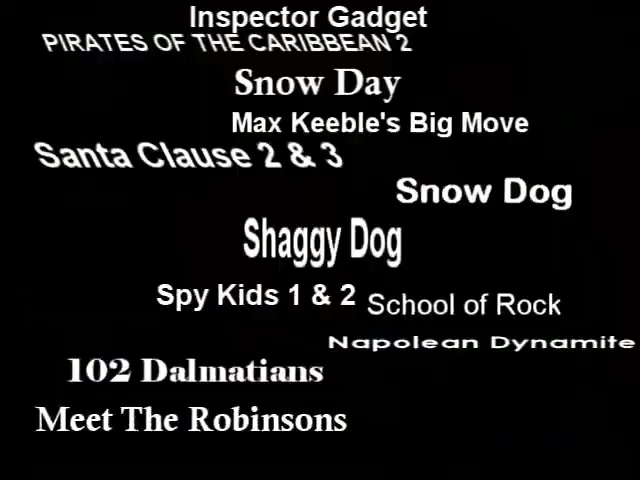 Inspector Gadget
PIRATES OF THE CARIBBEAN 2
Snow Day
Max Keeble's Big Move
Santa Clause 2 & 3
Snow Dog
Shaggy Dog
Spy Kids 1 & 2
School of Rock
Napolean Dynamite
102 Dalmatians
Meet The Robinsons